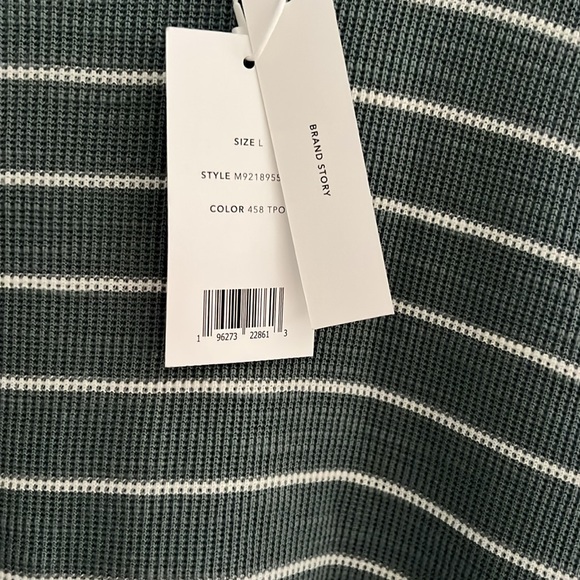 SIZE L
STYLE M9218955
COLOR 458 TPO
1 96273 22861 3
BRAND STORY